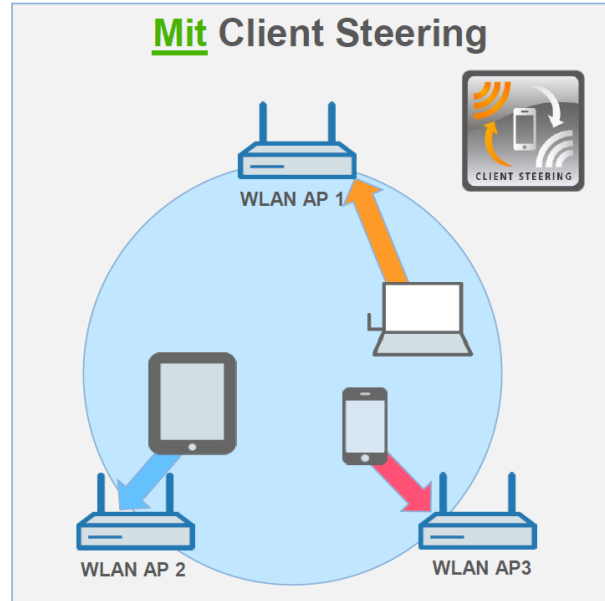 Mit Client Steering
CLIENT STEERING
WLAN AP 1
WLAN AP 2
WLAN AP3